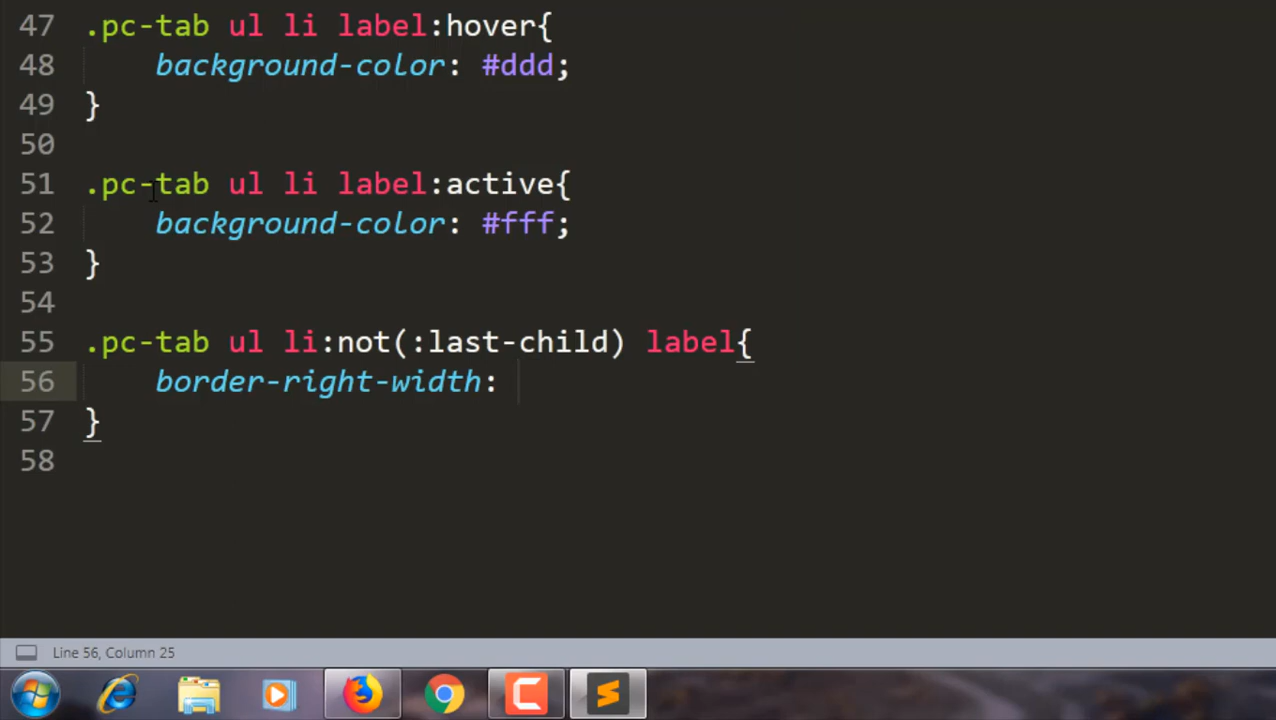 47 .pc-tab ul li label:hover{
48 background-color: #ddd;
49 }
50
51 .pc-tab ul li label:active{
52 background-color: #fff;
53 }
54
55 .pc-tab ul li:not(:last-child) label{
56 border-right-width:
57 }
58
Line 56, Column 25